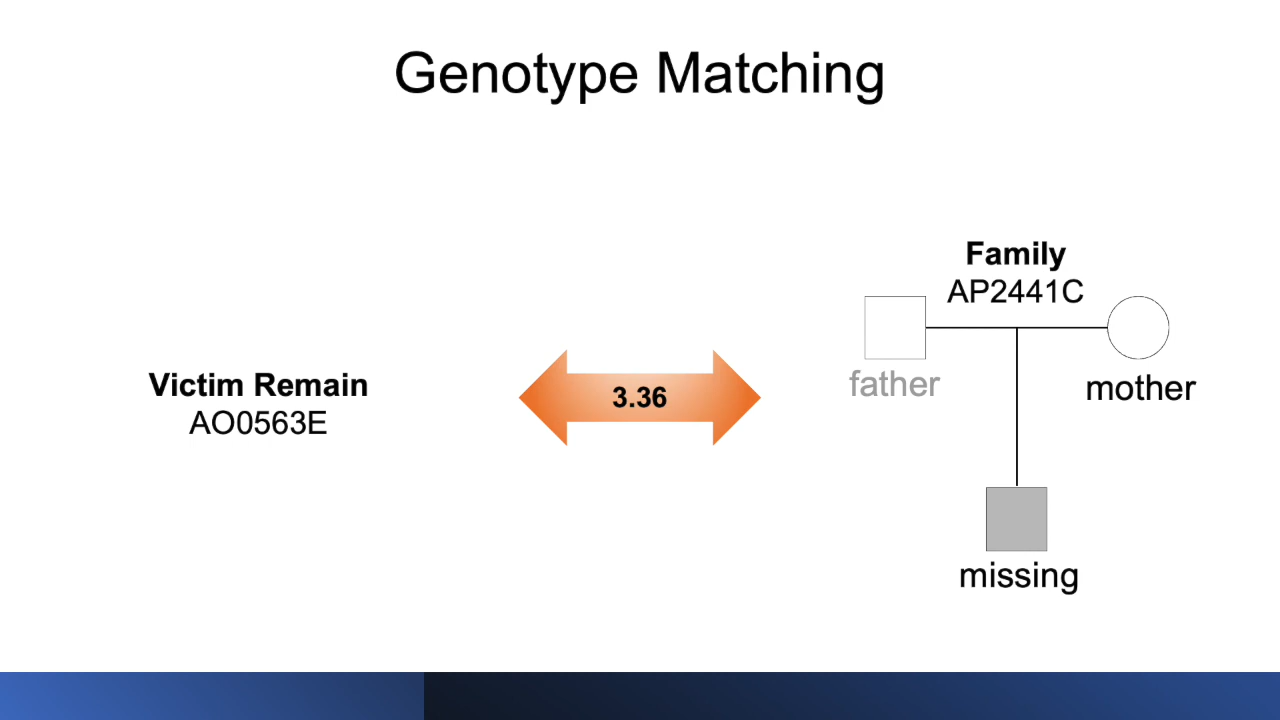 Genotype Matching
Victim Remain
AO0563E
3.36
Family
AP2441C
father
mother
missing